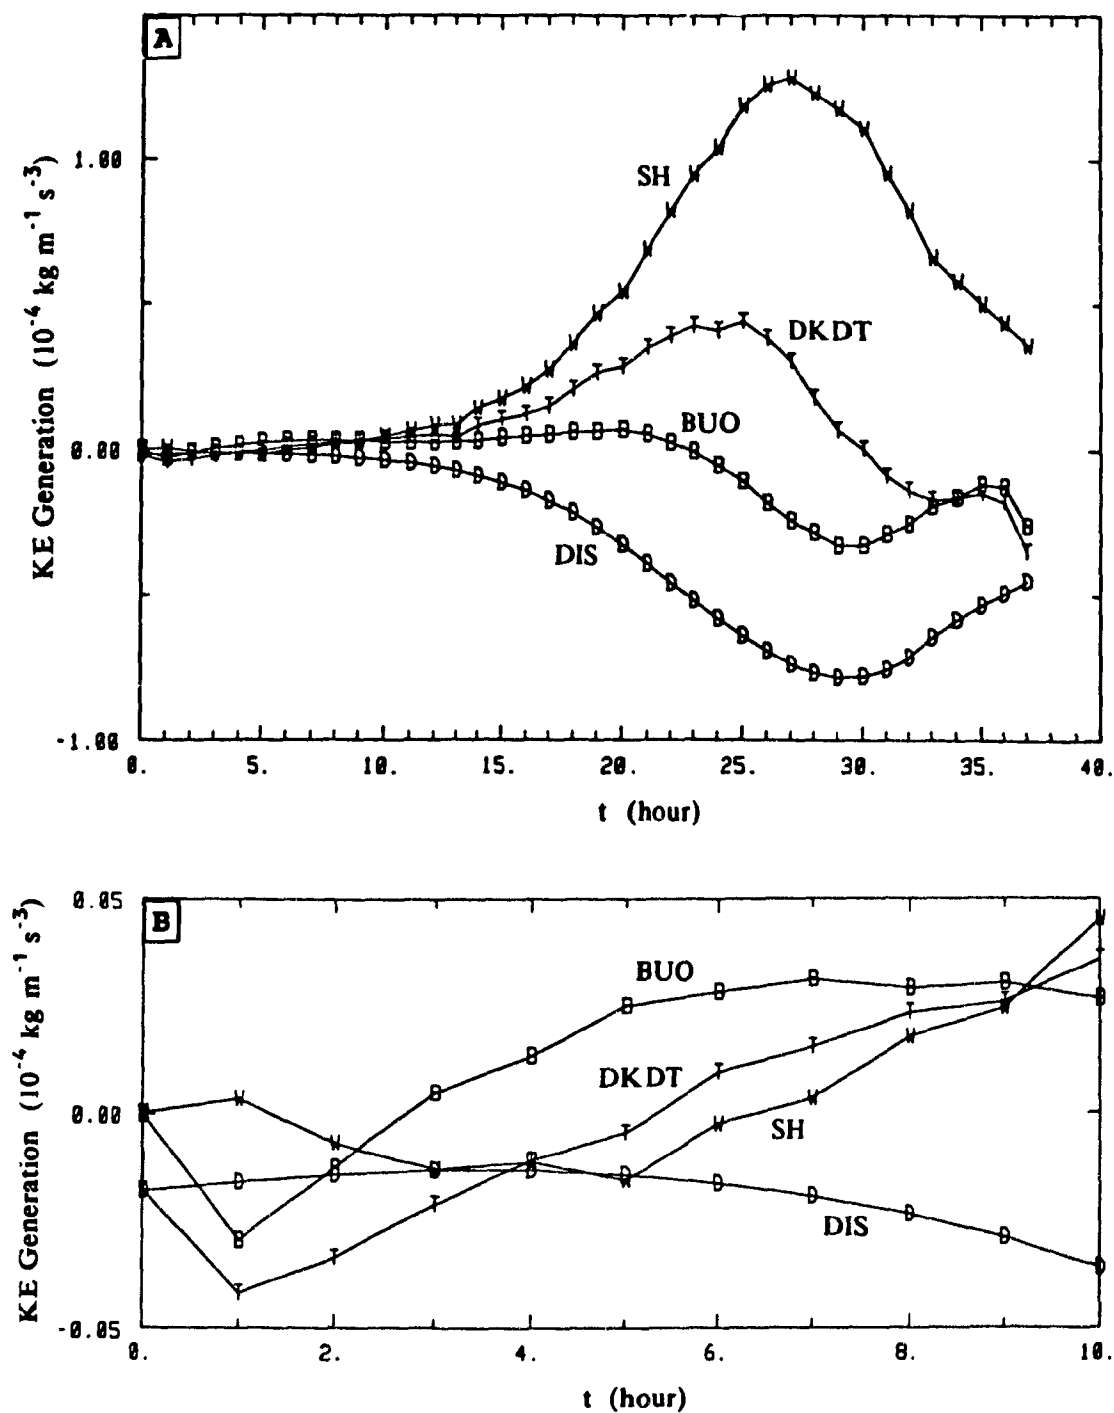 A
KE Generation (10⁻⁴ kg m⁻¹ s⁻³)
1.00
0.00
-1.00
SH
DKDT
BUO
DIS
0. 5. 10. 15. 20. 25. 30. 35. 40.
t (hour)
B
KE Generation (10⁻⁴ kg m⁻¹ s⁻³)
0.05
0.00
-0.05
BUO
DKDT
SH
DIS
0. 2. 4. 6. 8. 10.
t (hour)